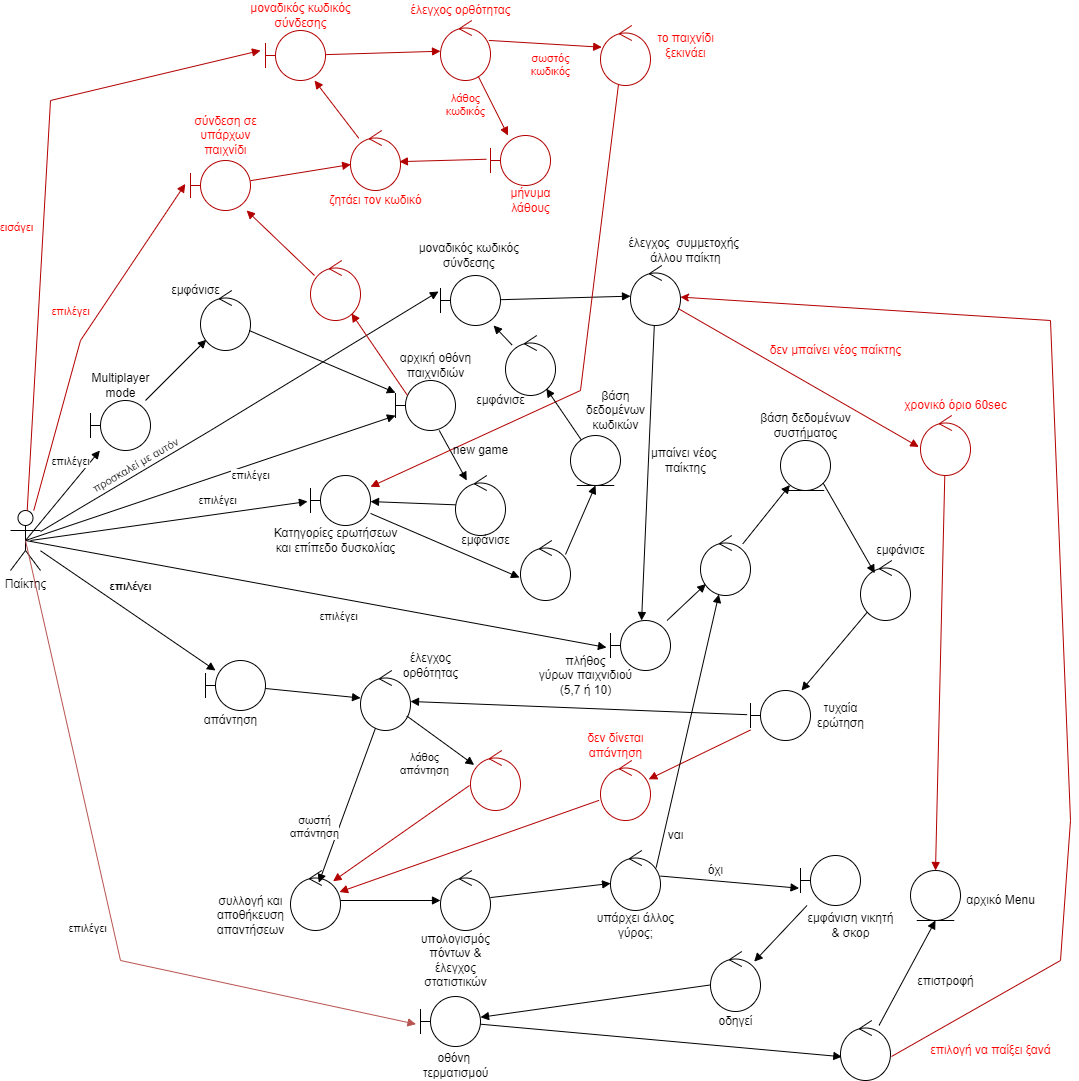 μοναδικός κωδικός
σύνδεσης
έλεγχος ορθότητας
το παιχνίδι
ξεκινάει
σωστός
κωδικός
λάθος
κωδικός
σύνδεση σε
υπάρχων
παιχνίδι
ζητάει τον κωδικό
μήνυμα
λάθους
εισάγει
μοναδικός κωδικός
σύνδεσης
έλεγχος συμμετοχής
άλλου παίκτη
εμφάνισε
επιλέγει
δεν μπαίνει νέος παίκτης
αρχική οθόνη
παιχνιδιών
Multiplayer
mode
εμφάνισε
βάση
δεδομένων
κωδικών
χρονικό όριο 60sec
βάση δεδομένων
συστήματος
new game
μπαίνει νέος
παίκτης
επιλέγει
προσκαλεί με αυτόν
επιλέγει
επιλέγει
Κατηγορίες ερωτήσεων
και επίπεδο δυσκολίας
εμφάνισε
εμφάνισε
Παίκτης
επιλέγει
επιλέγει
πλήθος
γύρων παιχνιδιού
(5,7 ή 10)
έλεγχος
ορθότητας
απάντηση
τυχαία
ερώτηση
δεν δίνεται
απάντηση
λάθος
απάντηση
σωστή
απάντηση
ναι
όχι
συλλογή και
αποθήκευση
απαντήσεων
υπάρχει άλλος
γύρος;
εμφάνιση νικητή
& σκορ
αρχικό Menu
επιλέγει
υπολογισμός
πόντων &
έλεγχος
στατιστικών
επιστροφή
οδηγεί
επιλογή να παίξει ξανά
οθόνη
τερματισμού